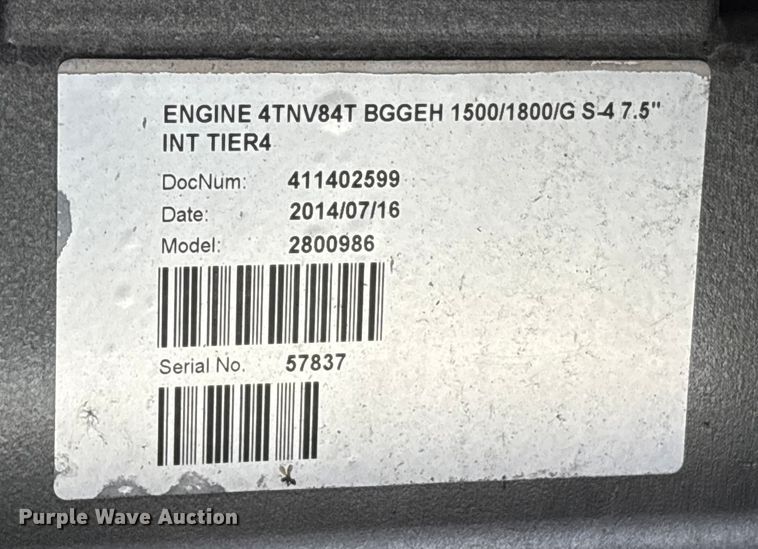 ENGINE 4TNV84T BGGEH 1500/1800/G S-4 7.5"
INT TIER4
DocNum: 411402599
Date: 2014/07/16
Model: 2800986
Serial No. 57837
Purple Wave Auction